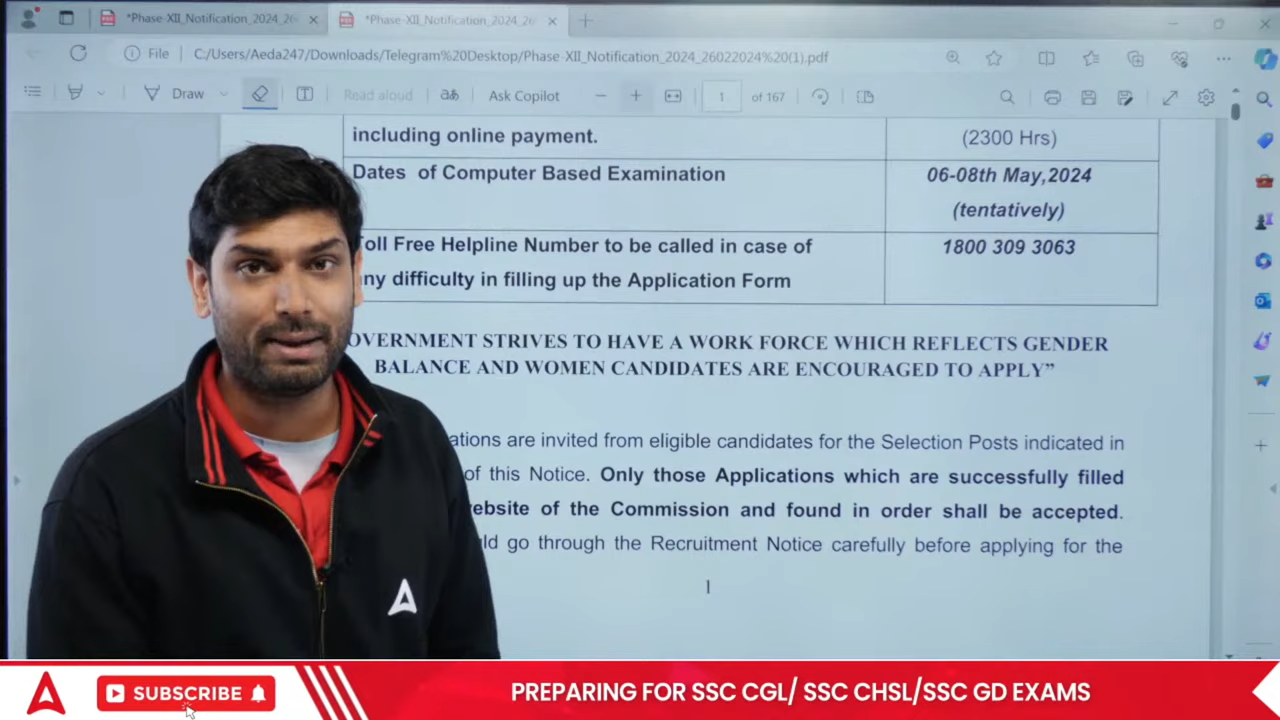 *Phase-XII_Notification_2024_26
*Phase-XII_Notification_2024_26
File
C:/Users/Aeda247/Downloads/Telegram%20Desktop/Phase-XII_Notification_2024_26022024%20(1).pdf
Draw
Read aloud
Ask Copilot
1
of 167
including online payment.
(2300 Hrs)
Dates of Computer Based Examination
06-08th May,2024
(tentatively)
Toll Free Helpline Number to be called in case of
1800 309 3063
any difficulty in filling up the Application Form
OVERNMENT STRIVES TO HAVE A WORK FORCE WHICH REFLECTS GENDER
BALANCE AND WOMEN CANDIDATES ARE ENCOURAGED TO APPLY”
ations are invited from eligible candidates for the Selection Posts indicated in
of this Notice. Only those Applications which are successfully filled
ebsite of the Commission and found in order shall be accepted.
ld go through the Recruitment Notice carefully before applying for the
SUBSCRIBE
PREPARING FOR SSC CGL/ SSC CHSL/SSC GD EXAMS